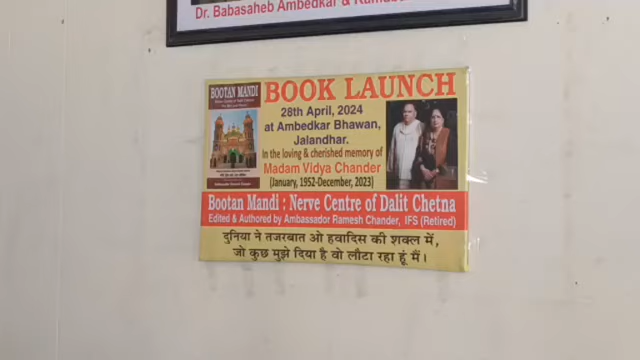 Dr. Babasaheb Ambedkar &
BOOTAN MANDI
BOOK LAUNCH
28th April, 2024
at Ambedkar Bhawan,
Jalandhar.
In the loving & cherished memory of
Madam Vidya Chander
(January, 1952-December, 2023)
Bootan Mandi : Nerve Centre of Dalit Chetna
Edited & Authored by Ambassador Ramesh Chander, IFS (Retired)
दुनिया ने तजरबात ओ हवादिस की शक्ल में,
जो कुछ मुझे दिया है वो लौटा रहा हूं मैं।